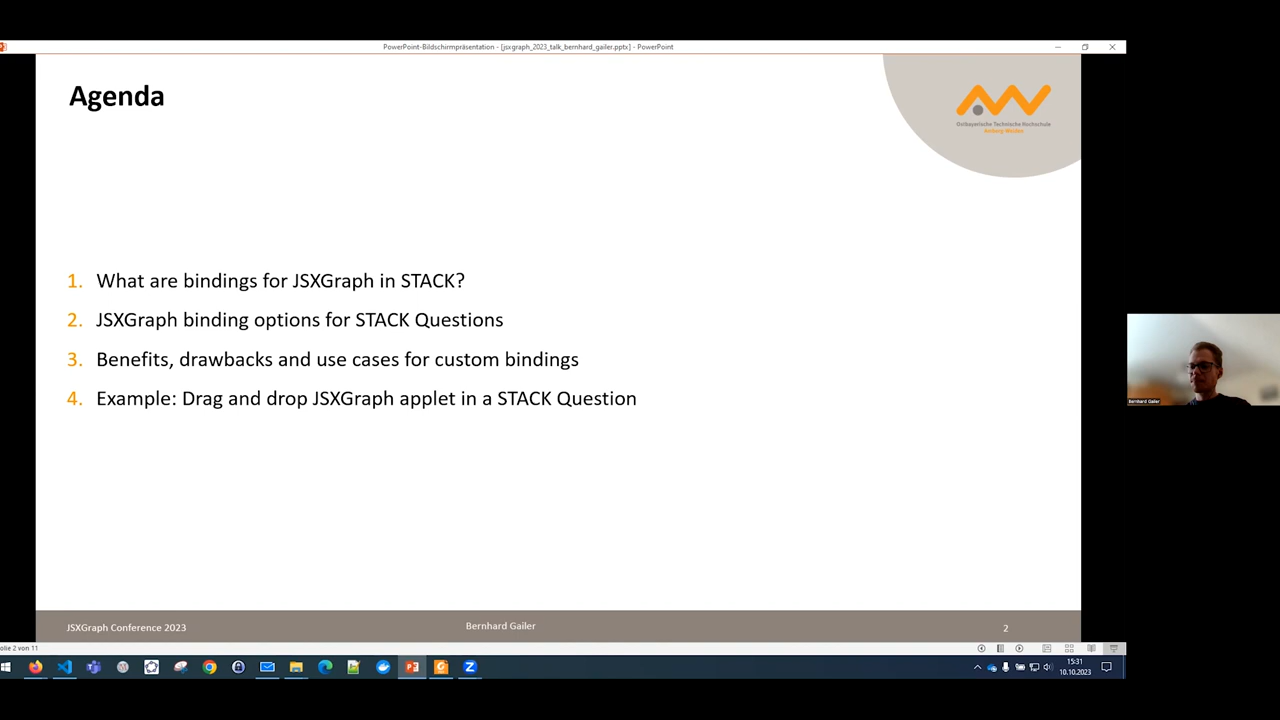 PowerPoint-Bildschirmpräsentation - [jsxgraph_2023_talk_bernhard_gailer.pptx] - PowerPoint
Agenda
Ostbayerische Technische Hochschule
Amberg-Weiden
1. What are bindings for JSXGraph in STACK?
2. JSXGraph binding options for STACK Questions
3. Benefits, drawbacks and use cases for custom bindings
4. Example: Drag and drop JSXGraph applet in a STACK Question
Bernhard Gailer
JSXGraph Conference 2023
Bernhard Gailer
2
olie 2 von 11
15:31
10.10.2023